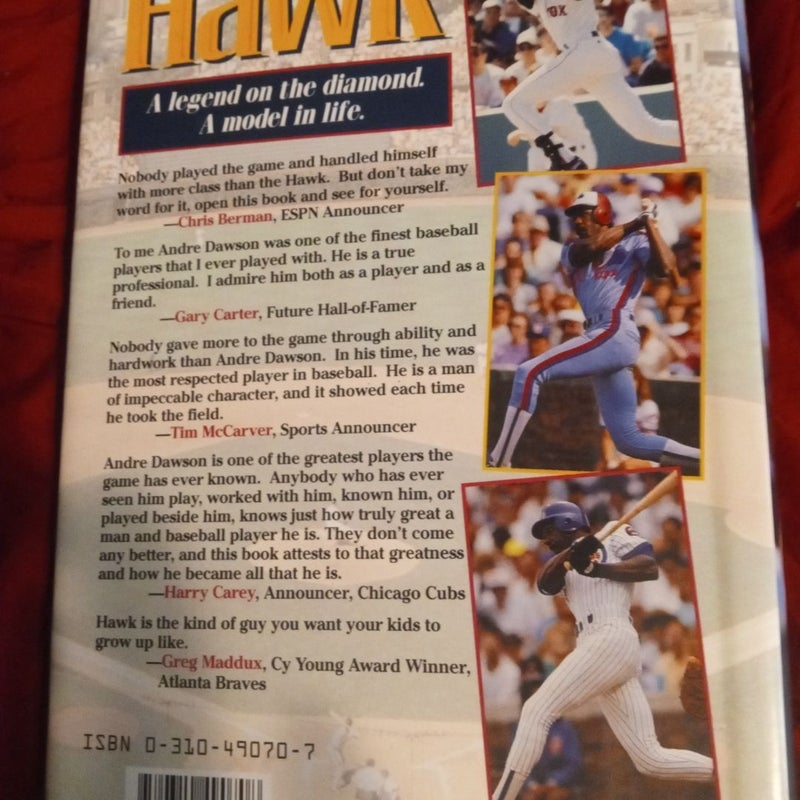 Hawk
A legend on the diamond.
A model in life.
Nobody played the game and handled himself
with more class than the Hawk. But don't take my
word for it, open this book and see for yourself.
—Chris Berman, ESPN Announcer
To me Andre Dawson was one of the finest baseball
players that I ever played with. He is a true
professional. I admire him both as a player and as a
friend.
—Gary Carter, Future Hall-of-Famer
Nobody gave more to the game through ability and
hardwork than Andre Dawson. In his time, he was
the most respected player in baseball. He is a man
of impeccable character, and it showed each time
he took the field.
—Tim McCarver, Sports Announcer
Andre Dawson is one of the greatest players the
game has ever known. Anybody who has ever
seen him play, worked with him, known him, or
played beside him, knows just how truly great a
man and baseball player he is. They don't come
any better, and this book attests to that greatness
and how he became all that he is.
—Harry Carey, Announcer, Chicago Cubs
Hawk is the kind of guy you want your kids to
grow up like.
—Greg Maddux, Cy Young Award Winner,
Atlanta Braves
ISBN 0-310-49070-7